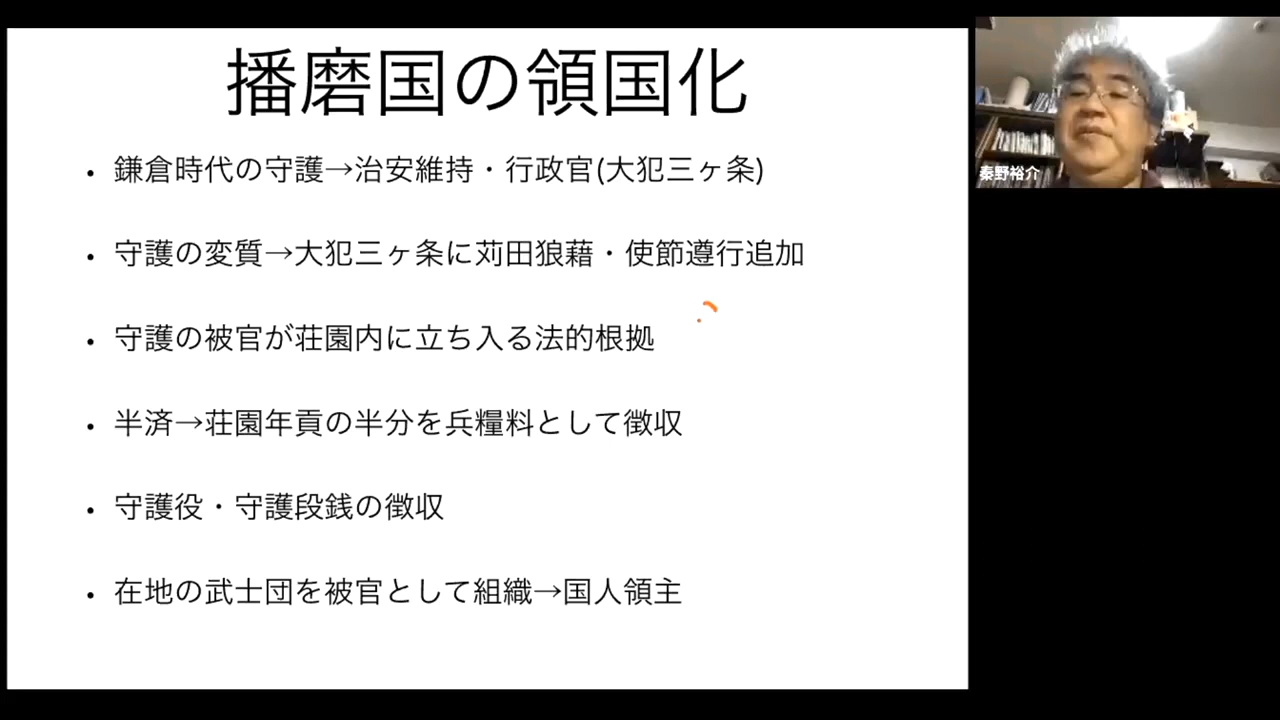 播磨国の領国化
• 鎌倉時代の守護→治安維持・行政官(大犯三ヶ条)
• 守護の変質→大犯三ヶ条に苅田狼藉・使節遵行追加
• 守護の被官が荘園内に立ち入る法的根拠
• 半済→荘園年貢の半分を兵糧料として徴収
• 守護役・守護段銭の徴収
• 在地の武士団を被官として組織→国人領主
秦野裕介